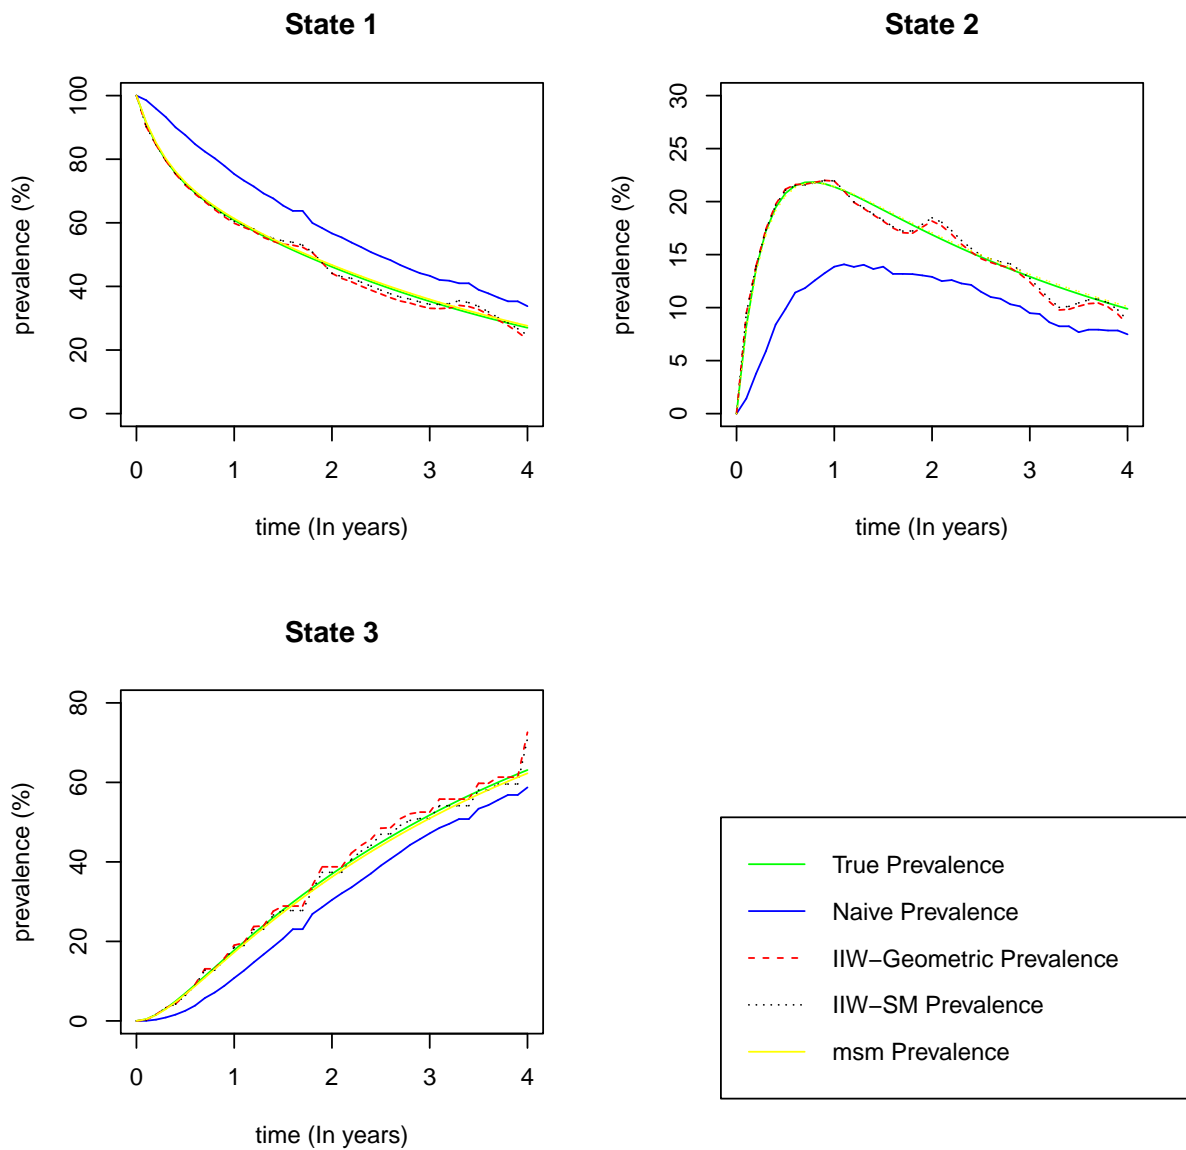 State 1
prevalence (%)
0
20
40
60
80
100
0 1 2 3 4
time (In years)
State 2
prevalence (%)
0
5
10
15
20
25
30
0 1 2 3 4
time (In years)
State 3
prevalence (%)
0
20
40
60
80
0 1 2 3 4
time (In years)
True Prevalence
Naive Prevalence
IIW−Geometric Prevalence
IIW−SM Prevalence
msm Prevalence